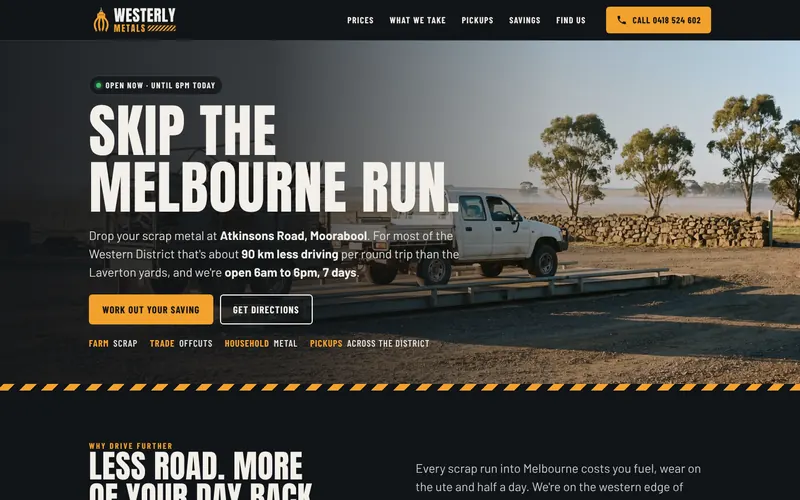 WESTERLY
METALS
PRICES
WHAT WE TAKE
PICKUPS
SAVINGS
FIND US
CALL 0418 524 602
OPEN NOW · UNTIL 6PM TODAY
SKIP THE
MELBOURNE RUN.
Drop your scrap metal at Atkinsons Road, Moorabool. For most of the
Western District that's about 90 km less driving per round trip than the
Laverton yards, and we're open 6am to 6pm, 7 days.
WORK OUT YOUR SAVING
GET DIRECTIONS
FARM SCRAP
TRADE OFFCUTS
HOUSEHOLD METAL
PICKUPS ACROSS THE DISTRICT
WHY DRIVE FURTHER
LESS ROAD. MORE
OF YOUR DAY BACK
Every scrap run into Melbourne costs you fuel, wear on
the ute and half a day. We're on the western edge of